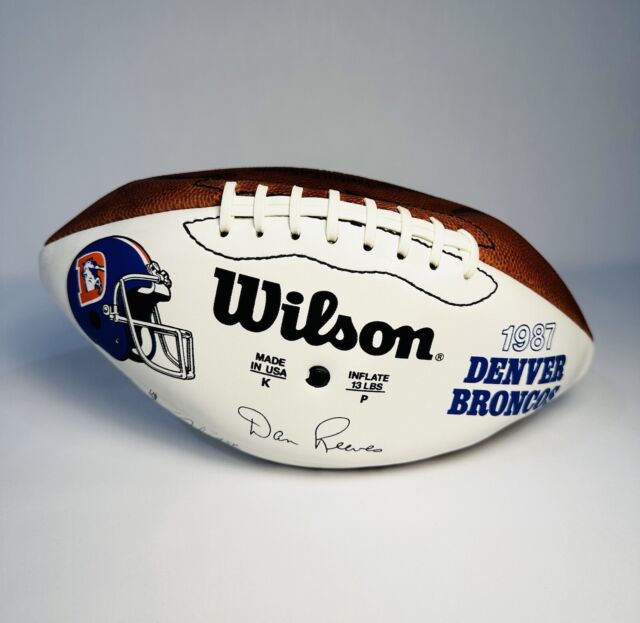 D
Wilson®
MADE
IN USA
K
INFLATE
13 LBS
P
1987
DENVER
BRONCOS
Dan Reeves